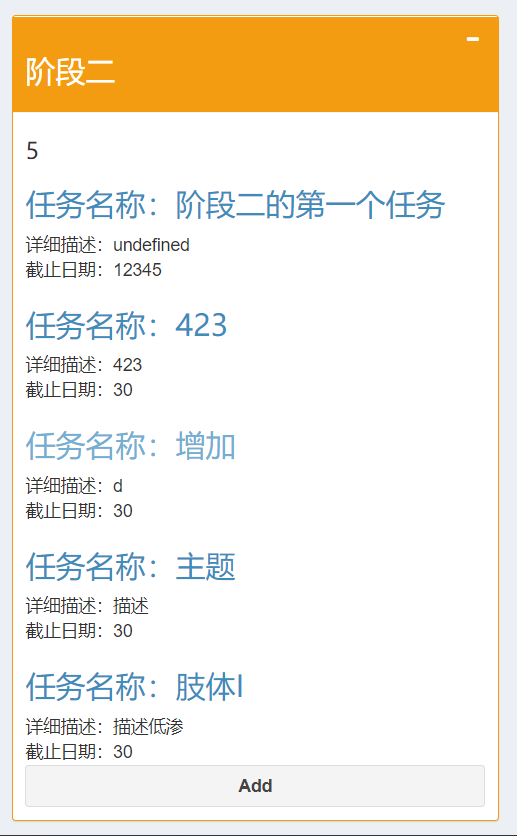 阶段二
5
任务名称：阶段二的第一个任务
详细描述：undefined
截止日期：12345
任务名称：423
详细描述：423
截止日期：30
任务名称：增加
详细描述：d
截止日期：30
任务名称：主题
详细描述：描述
截止日期：30
任务名称：肢体l
详细描述：描述低渗
截止日期：30
Add